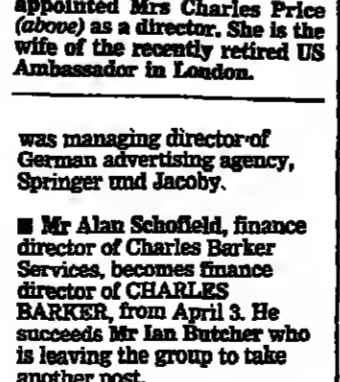 appointed Mrs Charles Price
(above) as a director. She is the
wife of the recently retired US
Ambassador in London.
was managing director of
German advertising agency,
Springer und Jacoby.
■ Mr Alan Schofield, finance
director of Charles Barker
Services, becomes finance
director of CHARLES
BARKER, from April 3. He
succeeds Mr Ian Butcher who
is leaving the group to take
another post.